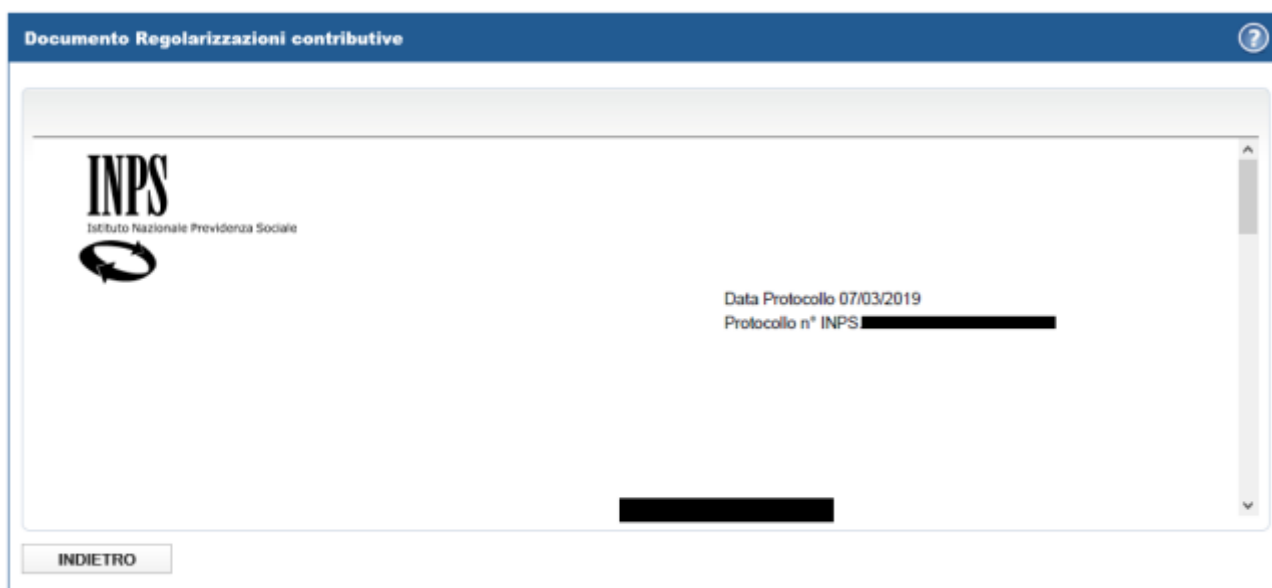 Documento Regolarizzazioni contributive
?
INPS
Istituto Nazionale Previdenza Sociale
Data Protocollo 07/03/2019
Protocollo n° INPS.
INDIETRO